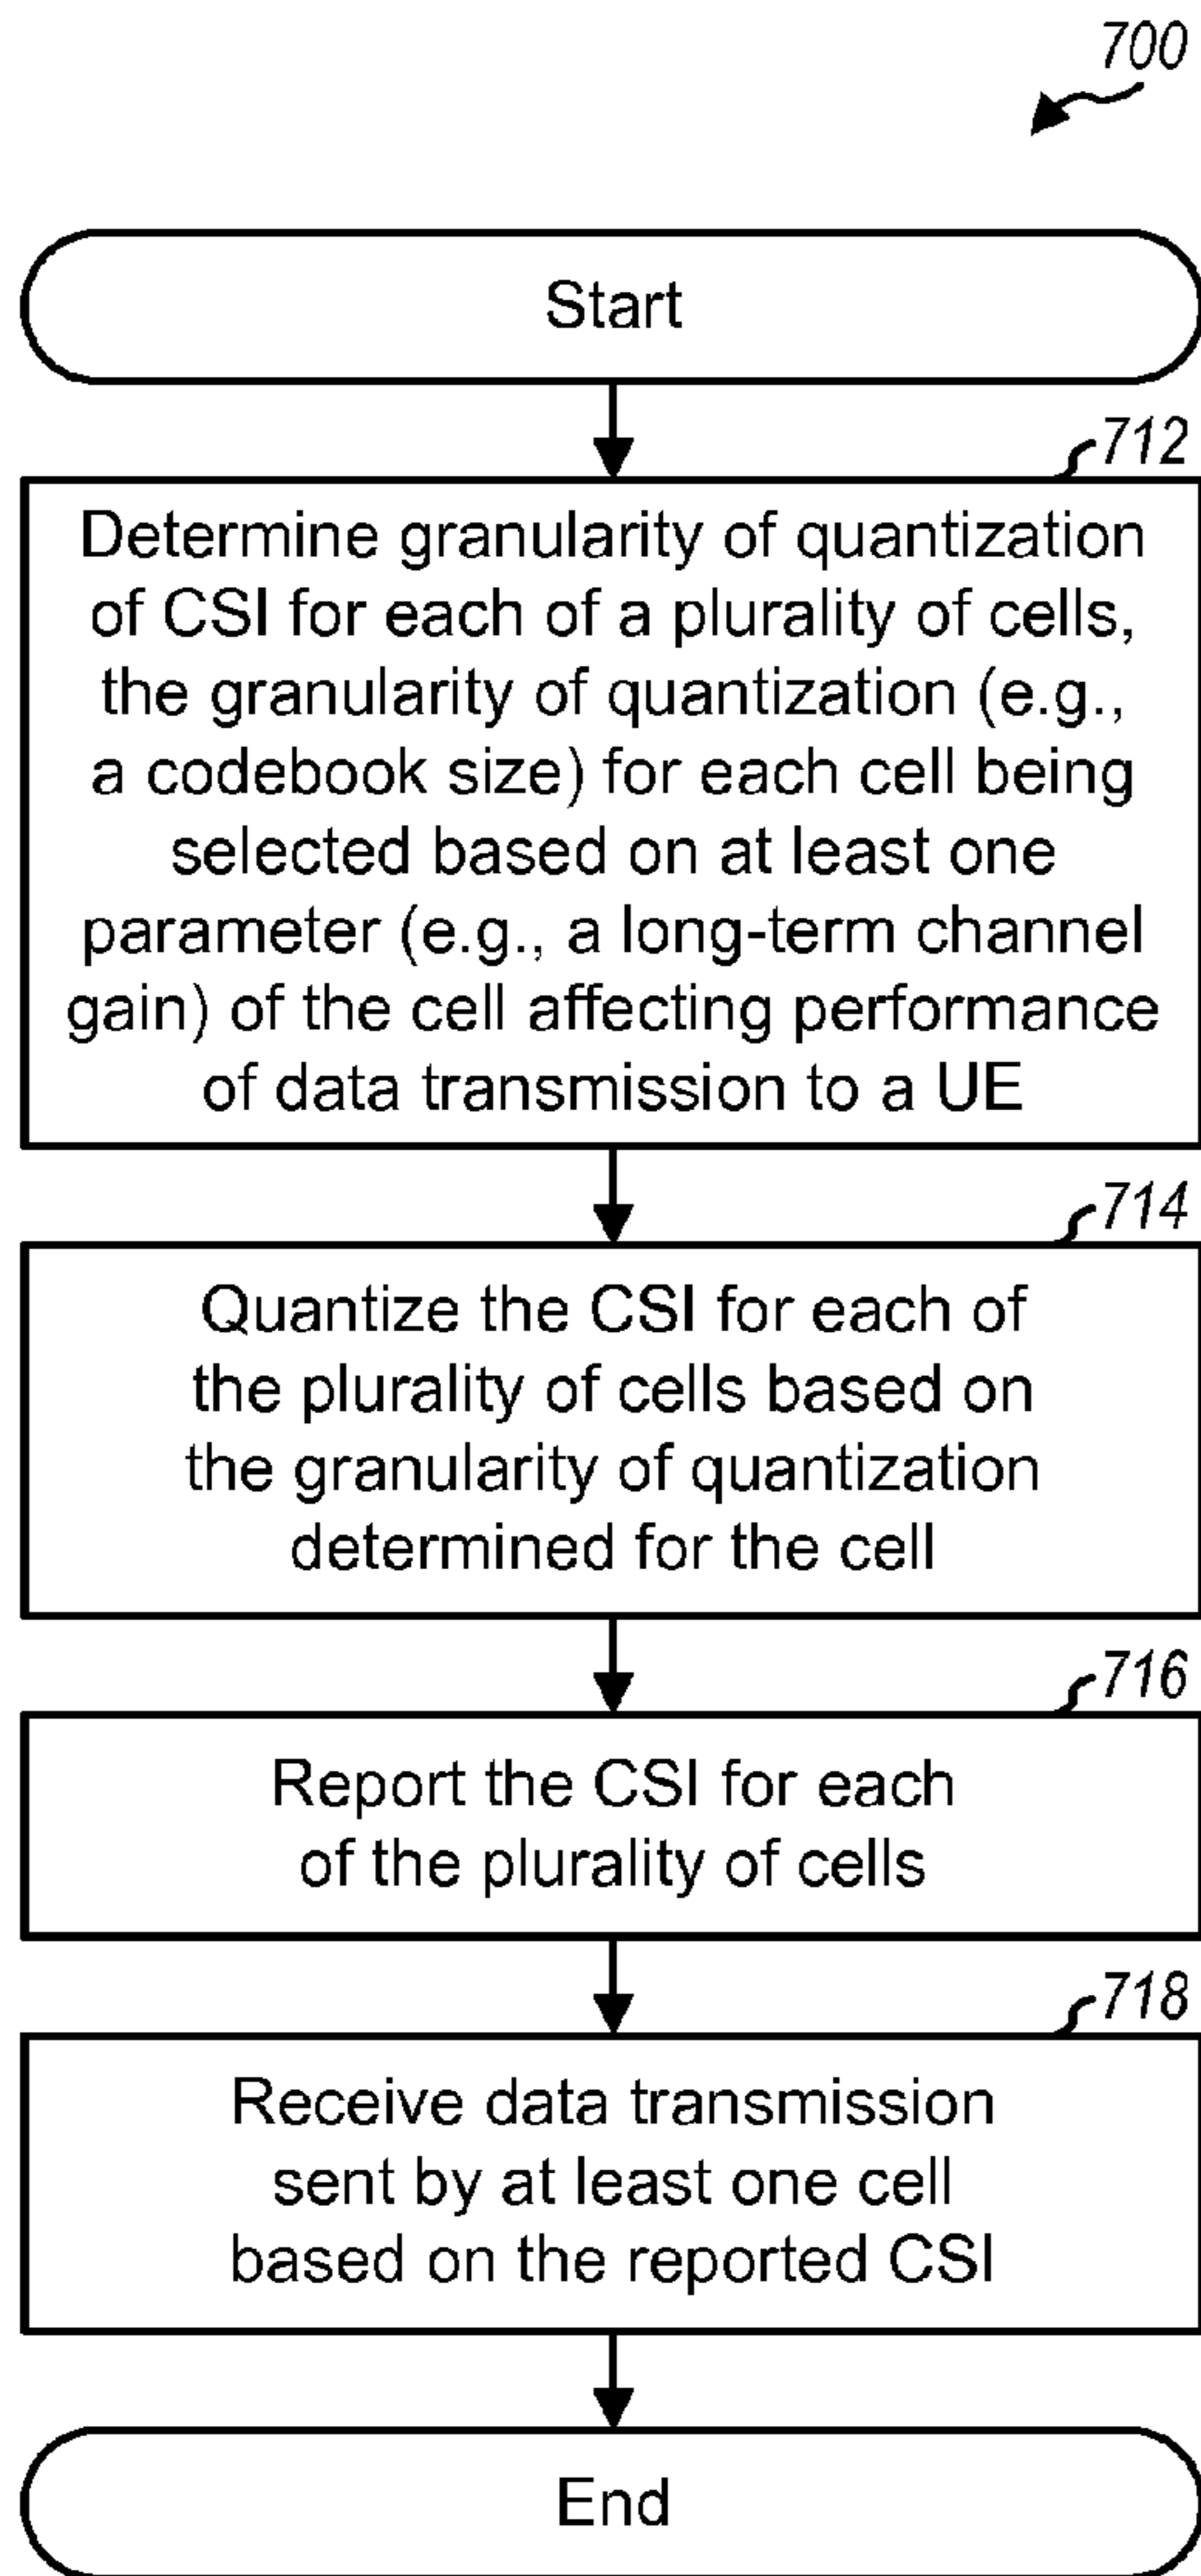 700
Start
712
Determine granularity of quantization
of CSI for each of a plurality of cells,
the granularity of quantization (e.g.,
a codebook size) for each cell being
selected based on at least one
parameter (e.g., a long-term channel
gain) of the cell affecting performance
of data transmission to a UE
714
Quantize the CSI for each of
the plurality of cells based on
the granularity of quantization
determined for the cell
716
Report the CSI for each
of the plurality of cells
718
Receive data transmission
sent by at least one cell
based on the reported CSI
End